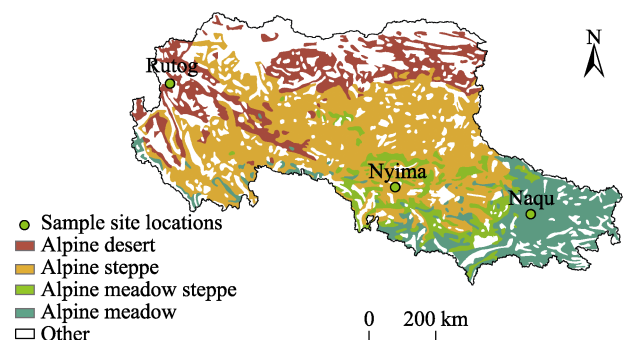 N
Rutog
Nyima
Naqu
Sample site locations
Alpine desert
Alpine steppe
Alpine meadow steppe
Alpine meadow
Other
0 200 km